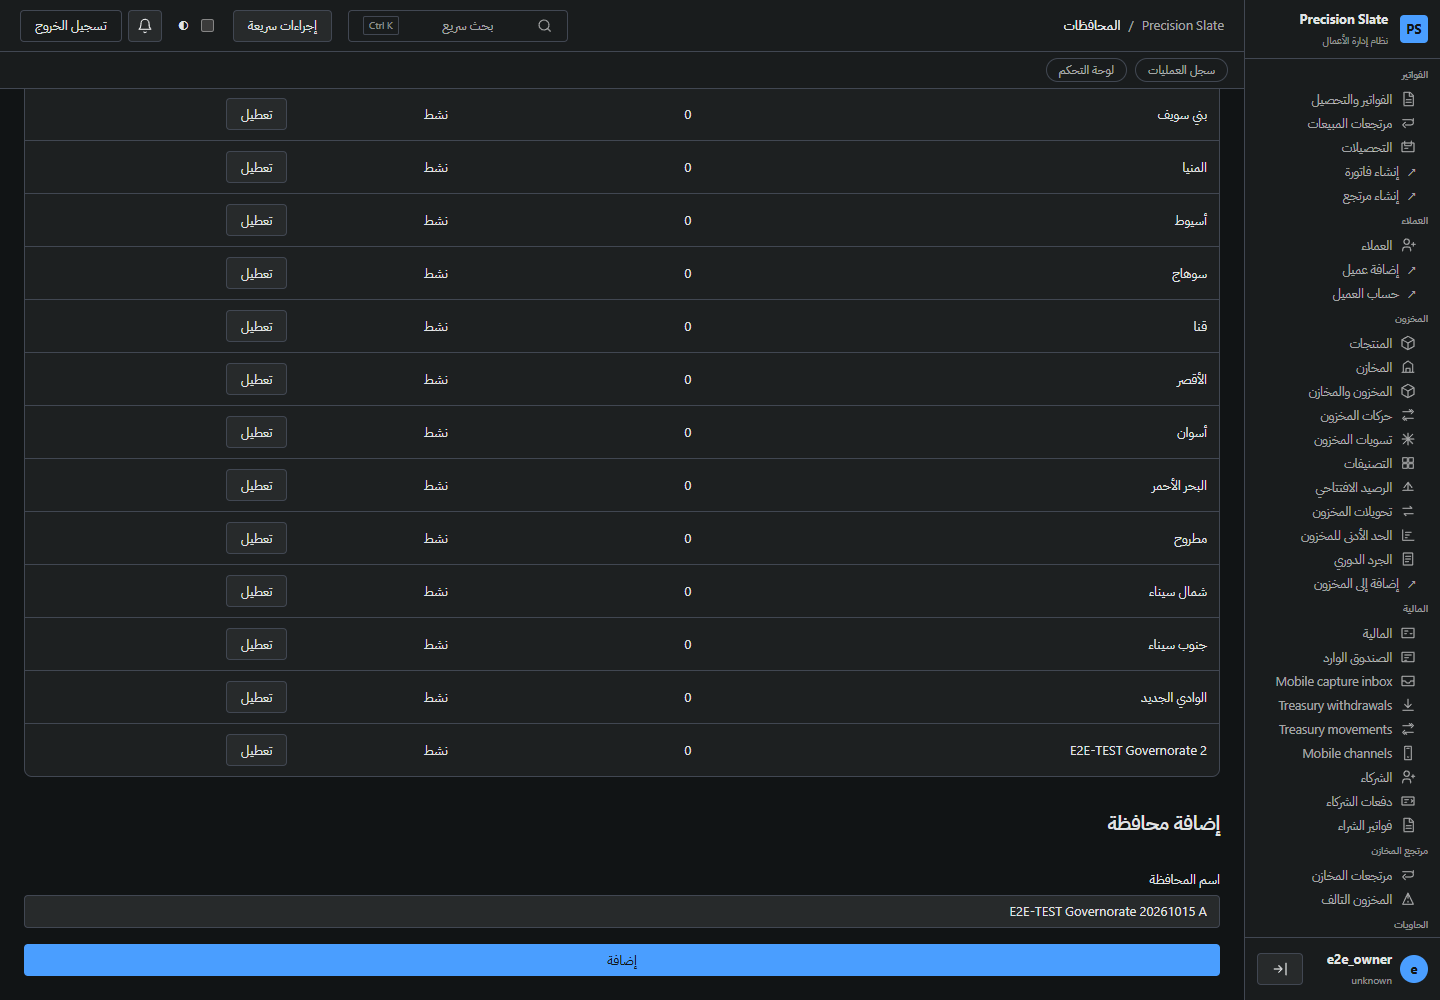 Precision Slate
نظام إدارة الأعمال
PS
الفواتير
الفواتير والتحصيل
مرتجعات المبيعات
التحصيلات
إنشاء فاتورة
إنشاء مرتجع
العملاء
العملاء
إضافة عميل
حساب العميل
المخزون
المنتجات
المخازن
المخزون والمخازن
حركات المخزون
تسويات المخزون
التصنيفات
الرصيد الافتتاحي
تحويلات المخزون
الحد الأدنى للمخزون
الجرد الدوري
إضافة إلى المخزون
المالية
المالية
الصندوق الوارد
Mobile capture inbox
Treasury withdrawals
Treasury movements
Mobile channels
الشركاء
دفعات الشركاء
فواتير الشراء
مرتجع المخازن
مرتجعات المخازن
المخزون التالف
الحاويات
e2e_owner
unknown
e
Precision Slate / المحافظات
بحث سريع Ctrl K
إجراءات سريعة
تسجيل الخروج
سجل العمليات
لوحة التحكم
بني سويف 0 نشط تعطيل
المنيا 0 نشط تعطيل
أسيوط 0 نشط تعطيل
سوهاج 0 نشط تعطيل
قنا 0 نشط تعطيل
الأقصر 0 نشط تعطيل
أسوان 0 نشط تعطيل
البحر الأحمر 0 نشط تعطيل
مطروح 0 نشط تعطيل
شمال سيناء 0 نشط تعطيل
جنوب سيناء 0 نشط تعطيل
الوادي الجديد 0 نشط تعطيل
E2E-TEST Governorate 2 0 نشط تعطيل
إضافة محافظة
اسم المحافظة
E2E-TEST Governorate 20261015 A
إضافة